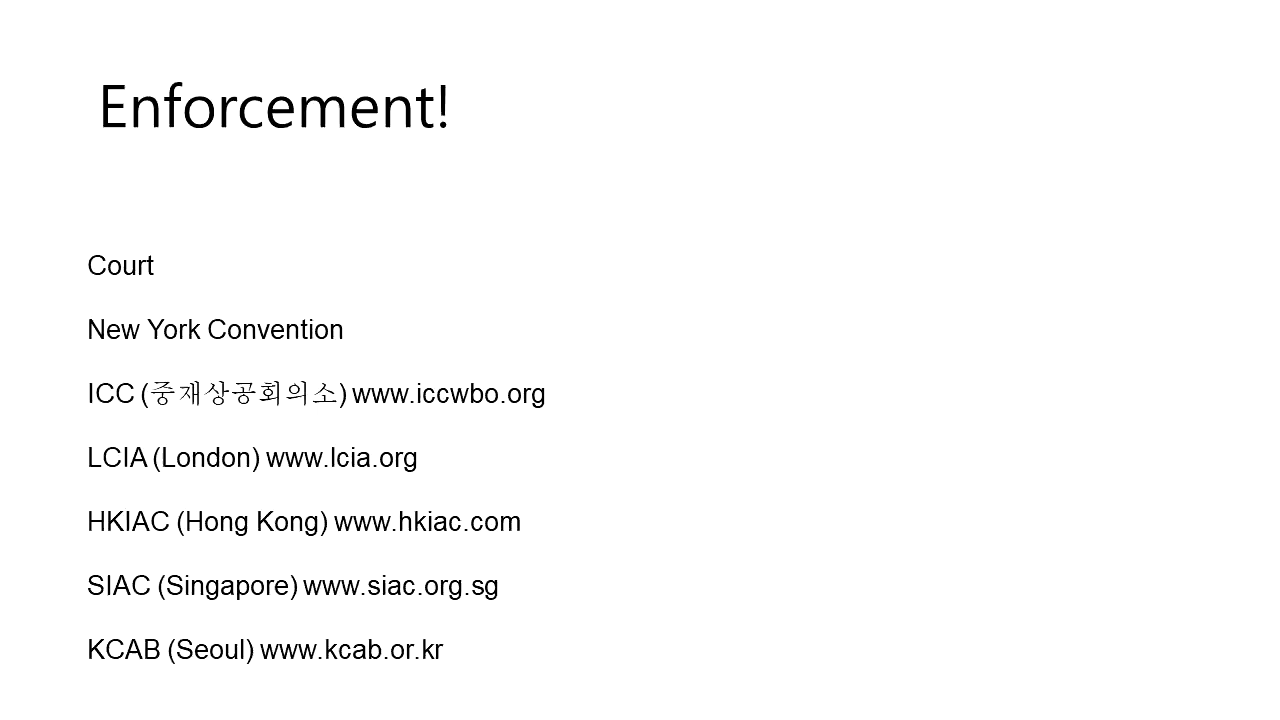 Enforcement!
Court
New York Convention
ICC (중재상공회의소) www.iccwbo.org
LCIA (London) www.lcia.org
HKIAC (Hong Kong) www.hkiac.com
SIAC (Singapore) www.siac.org.sg
KCAB (Seoul) www.kcab.or.kr